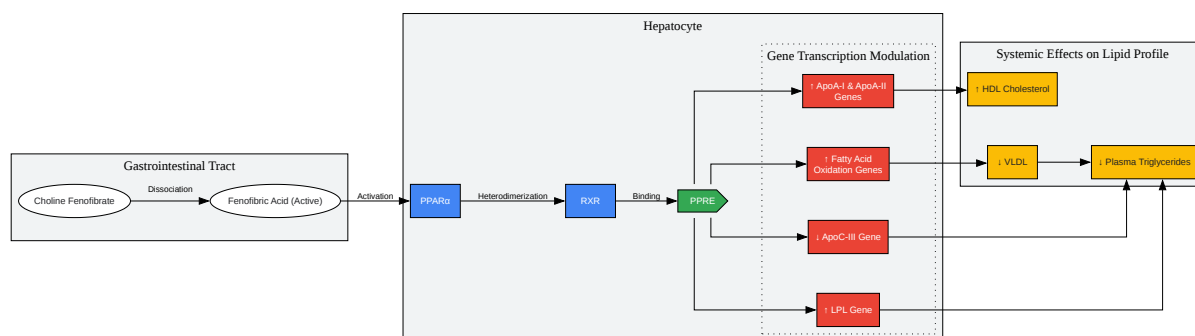 Hepatocyte
Gene Transcription Modulation
Systemic Effects on Lipid Profile
↑ ApoA-I & ApoA-II
Genes
↑ HDL Cholesterol
Gastrointestinal Tract
↑ Fatty Acid
Oxidation Genes
↓ VLDL
↓ Plasma Triglycerides
Choline Fenofibrate
Dissociation
Fenofibric Acid (Active)
Activation
PPARα
Heterodimerization
RXR
Binding
PPRE
↓ ApoC-III Gene
↑ LPL Gene